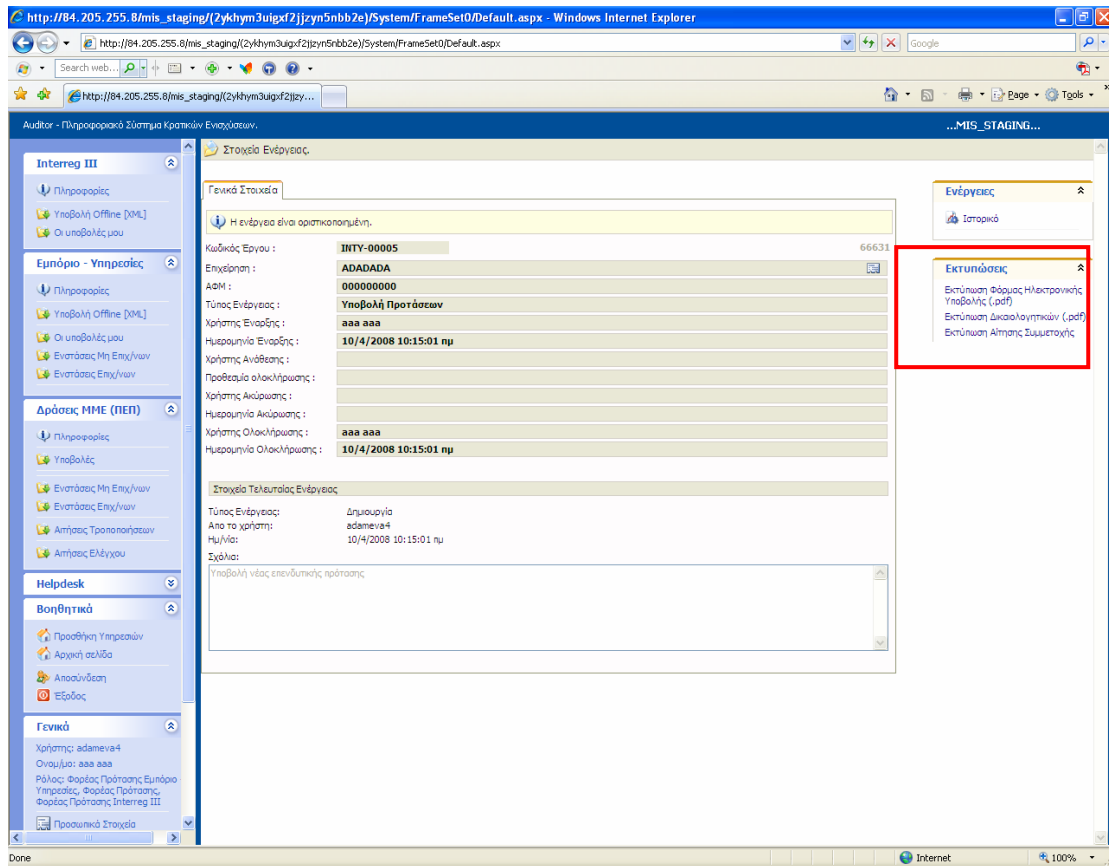 http://84.205.255.8/mis_staging/(2ykhym3uigxf2jjzyn5nbb2e)/System/FrameSet0/Default.aspx - Windows Internet Explorer
http://84.205.255.8/mis_staging/(2ykhym3uigxf2jjzyn5nbb2e)/System/FrameSet0/Default.aspx
Google
Search web...
http://84.205.255.8/mis_staging/(2ykhym3uigxf2jjzy...
Page
Tools
Auditor - Πληροφοριακό Σύστημα Κρατικών Ενισχύσεων.
...MIS_STAGING...
Interreg III
Πληροφορίες
Υποβολή Offline [XML]
Οι υποβολές μου
Εμπόριο - Υπηρεσίες
Πληροφορίες
Υποβολή Offline [XML]
Οι υποβολές μου
Ενστάσεις Μη Επιχ/νων
Ενστάσεις Επιχ/νων
Δράσεις ΜΜΕ (ΠΕΠ)
Πληροφορίες
Υποβολές
Ενστάσεις Μη Επιχ/νων
Ενστάσεις Επιχ/νων
Αιτήσεις Τροποποιήσεων
Αιτήσεις Ελέγχου
Helpdesk
Βοηθητικά
Προσθήκη Υπηρεσιών
Αρχική σελίδα
Αποσύνδεση
Έξοδος
Γενικά
Χρήστης: adameva4
Ονομ/μο: aaa aaa
Ρόλος: Φορέας Πρότασης Εμπόριο -
Υπηρεσίες, Φορέας Πρότασης,
Φορέας Πρότασης Interreg III
Προσωπικά Στοιχεία
Στοιχεία Ενέργειας.
Γενικά Στοιχεία
Η ενέργεια είναι οριστικοποιημένη.
Κωδικός Έργου : INTY-00005 66631
Επιχείρηση : ADADADA
ΑΦΜ : 000000000
Τύπος Ενέργειας : Υποβολή Προτάσεων
Χρήστης Έναρξης : aaa aaa
Ημερομηνία Έναρξης : 10/4/2008 10:15:01 πμ
Χρήστης Ανάθεσης :
Προθεσμία ολοκλήρωσης :
Χρήστης Ακύρωσης :
Ημερομηνία Ακύρωσης :
Χρήστης Ολοκλήρωσης : aaa aaa
Ημερομηνία Ολοκλήρωσης : 10/4/2008 10:15:01 πμ
Στοιχεία Τελευταίας Ενέργειας
Τύπος Ενέργειας: Δημιουργία
Απο το χρήστη: adameva4
Ημ/νία: 10/4/2008 10:15:01 πμ
Σχόλια:
Υποβολή νέας επενδυτικής πρότασης
Ενέργειες
Ιστορικό
Εκτυπώσεις
Εκτύπωση Φόρμας Ηλεκτρονικής
Υποβολής (.pdf)
Εκτύπωση Δικαιολογητικών (.pdf)
Εκτύπωση Αίτησης Συμμετοχής
Done
Internet
100%